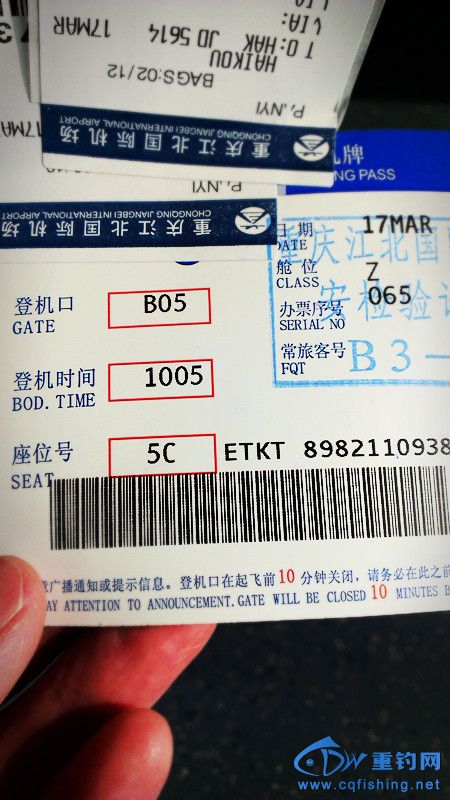 VIA:
TO:HAK JD 5614 17MAR
HAIKOU
BAGS:02/12
P/NYI
CHONGQING JIANGBEI INTERNATIONAL AIRPORT
重庆江北国际机场
17MAR
P/NYI
CHONGQING JIANGBEI INTERNATIONAL AIRPORT
重庆江北国际机场
机牌
NG PASS
日期 17MAR
DATE
舱位 Z
CLASS
办票序号 065
SERIAL NO
常旅客号
FQT
重庆江北国
安检验
B3-
登机口 B05
GATE
登机时间 1005
BOD.TIME
座位号 5C ETKT 8982110938
SEAT
广播通知或提示信息。登机口在起飞前10分钟关闭，请务必在此之前
AY ATTENTION TO ANNOUNCEMENT.GATE WILL BE CLOSED 10 MINUTES B
重钓网
www.cqfishing.net